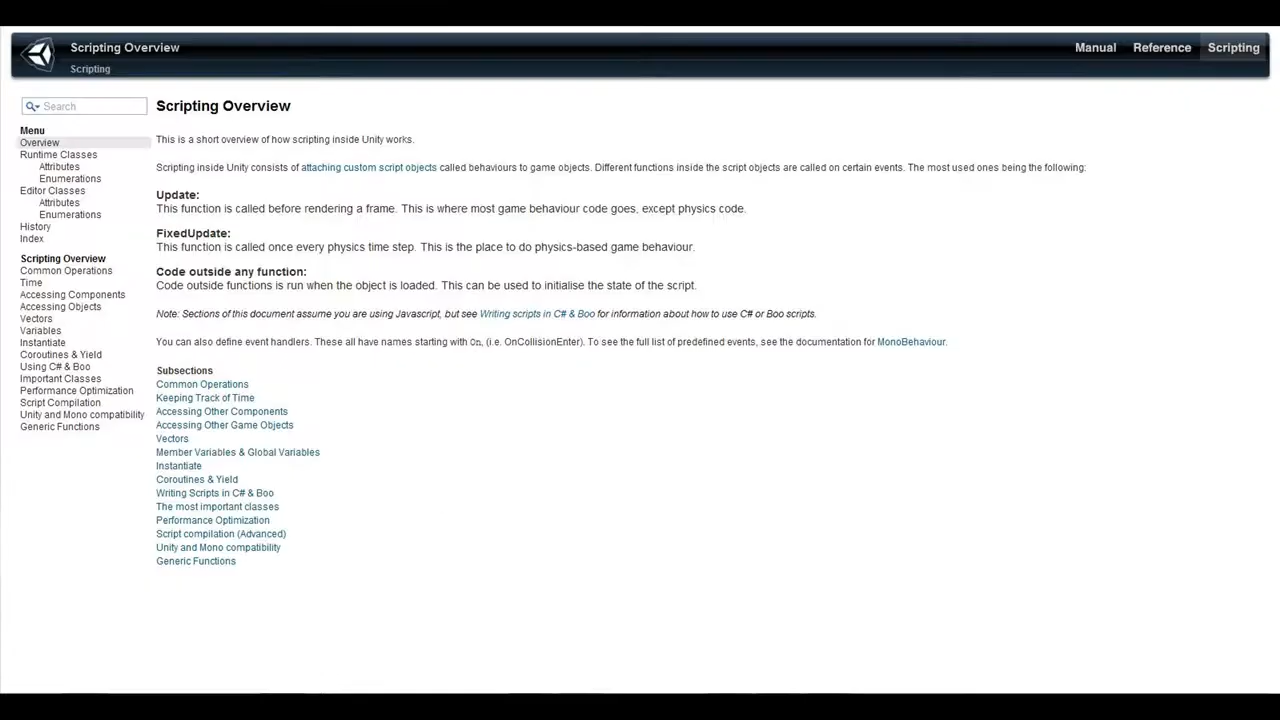 Scripting Overview
Scripting
Manual
Reference
Scripting
Search
Menu
Overview
Runtime Classes
Attributes
Enumerations
Editor Classes
Attributes
Enumerations
History
Index
Scripting Overview
Common Operations
Time
Accessing Components
Accessing Objects
Vectors
Variables
Instantiate
Coroutines & Yield
Using C# & Boo
Important Classes
Performance Optimization
Script Compilation
Unity and Mono compatibility
Generic Functions
Scripting Overview
This is a short overview of how scripting inside Unity works.
Scripting inside Unity consists of attaching custom script objects called behaviours to game objects. Different functions inside the script objects are called on certain events. The most used ones being the following:
Update:
This function is called before rendering a frame. This is where most game behaviour code goes, except physics code.
FixedUpdate:
This function is called once every physics time step. This is the place to do physics-based game behaviour.
Code outside any function:
Code outside functions is run when the object is loaded. This can be used to initialise the state of the script.
Note: Sections of this document assume you are using Javascript, but see Writing scripts in C# & Boo for information about how to use C# or Boo scripts.
You can also define event handlers. These all have names starting with On, (i.e. OnCollisionEnter). To see the full list of predefined events, see the documentation for MonoBehaviour.
Subsections
Common Operations
Keeping Track of Time
Accessing Other Components
Accessing Other Game Objects
Vectors
Member Variables & Global Variables
Instantiate
Coroutines & Yield
Writing Scripts in C# & Boo
The most important classes
Performance Optimization
Script compilation (Advanced)
Unity and Mono compatibility
Generic Functions